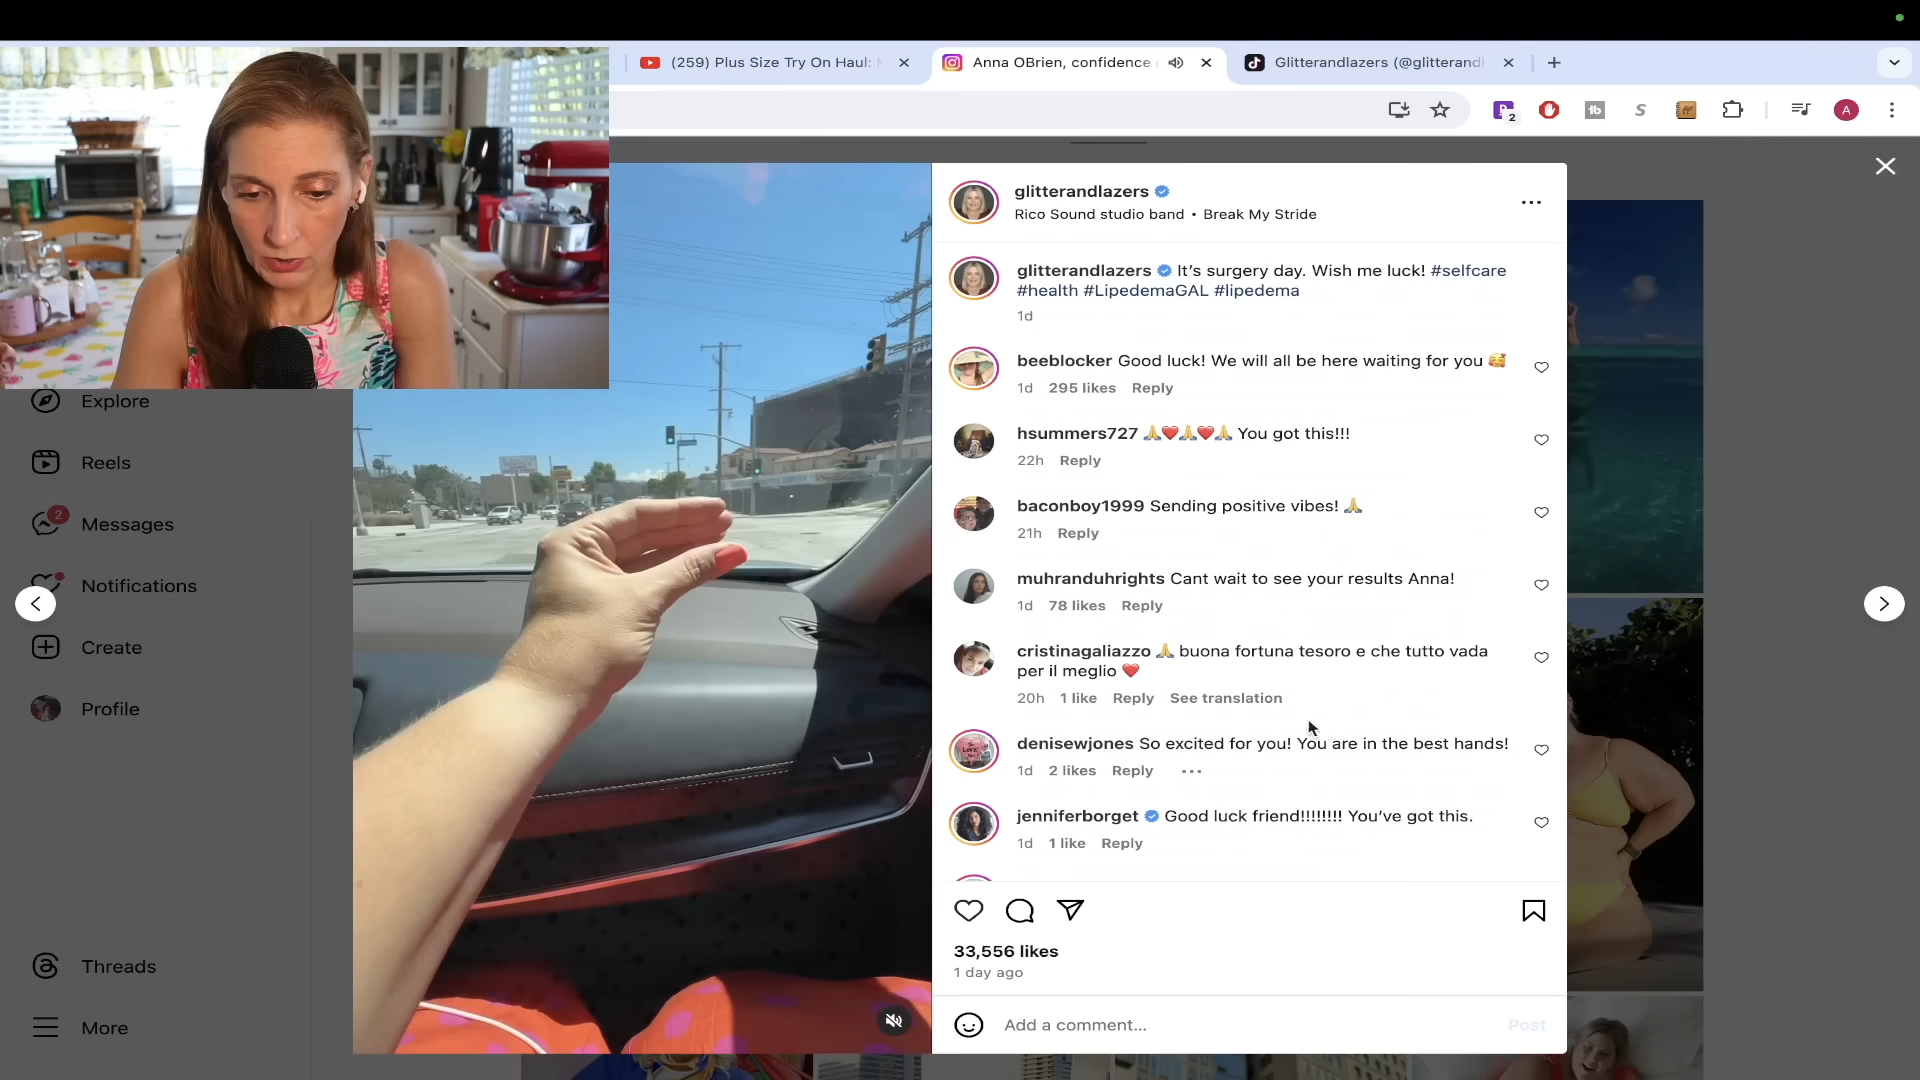 (259) Plus Size Try On Haul:
Anna OBrien, confidence
Glitterandlazers (@glitterand
2
A
glitterandlazers
Rico Sound studio band • Break My Stride
glitterandlazers It's surgery day. Wish me luck! #selfcare
#health #LipedemaGAL #lipedema
1d
beeblocker Good luck! We will all be here waiting for you 🥰
1d 295 likes Reply
hsummers727 🙏❤️🙏❤️🙏 You got this!!!
22h Reply
baconboy1999 Sending positive vibes! 🙏
21h Reply
muhranduhrights Cant wait to see your results Anna!
1d 78 likes Reply
cristinagaliazzo 🙏 buona fortuna tesoro e che tutto vada
per il meglio ❤️
20h 1 like Reply See translation
denisewjones So excited for you! You are in the best hands!
1d 2 likes Reply
jenniferborget Good luck friend!!!!!!!! You've got this.
1d 1 like Reply
33,556 likes
1 day ago
Add a comment...
Post
Explore
Reels
2
Messages
Notifications
Create
Profile
Threads
More